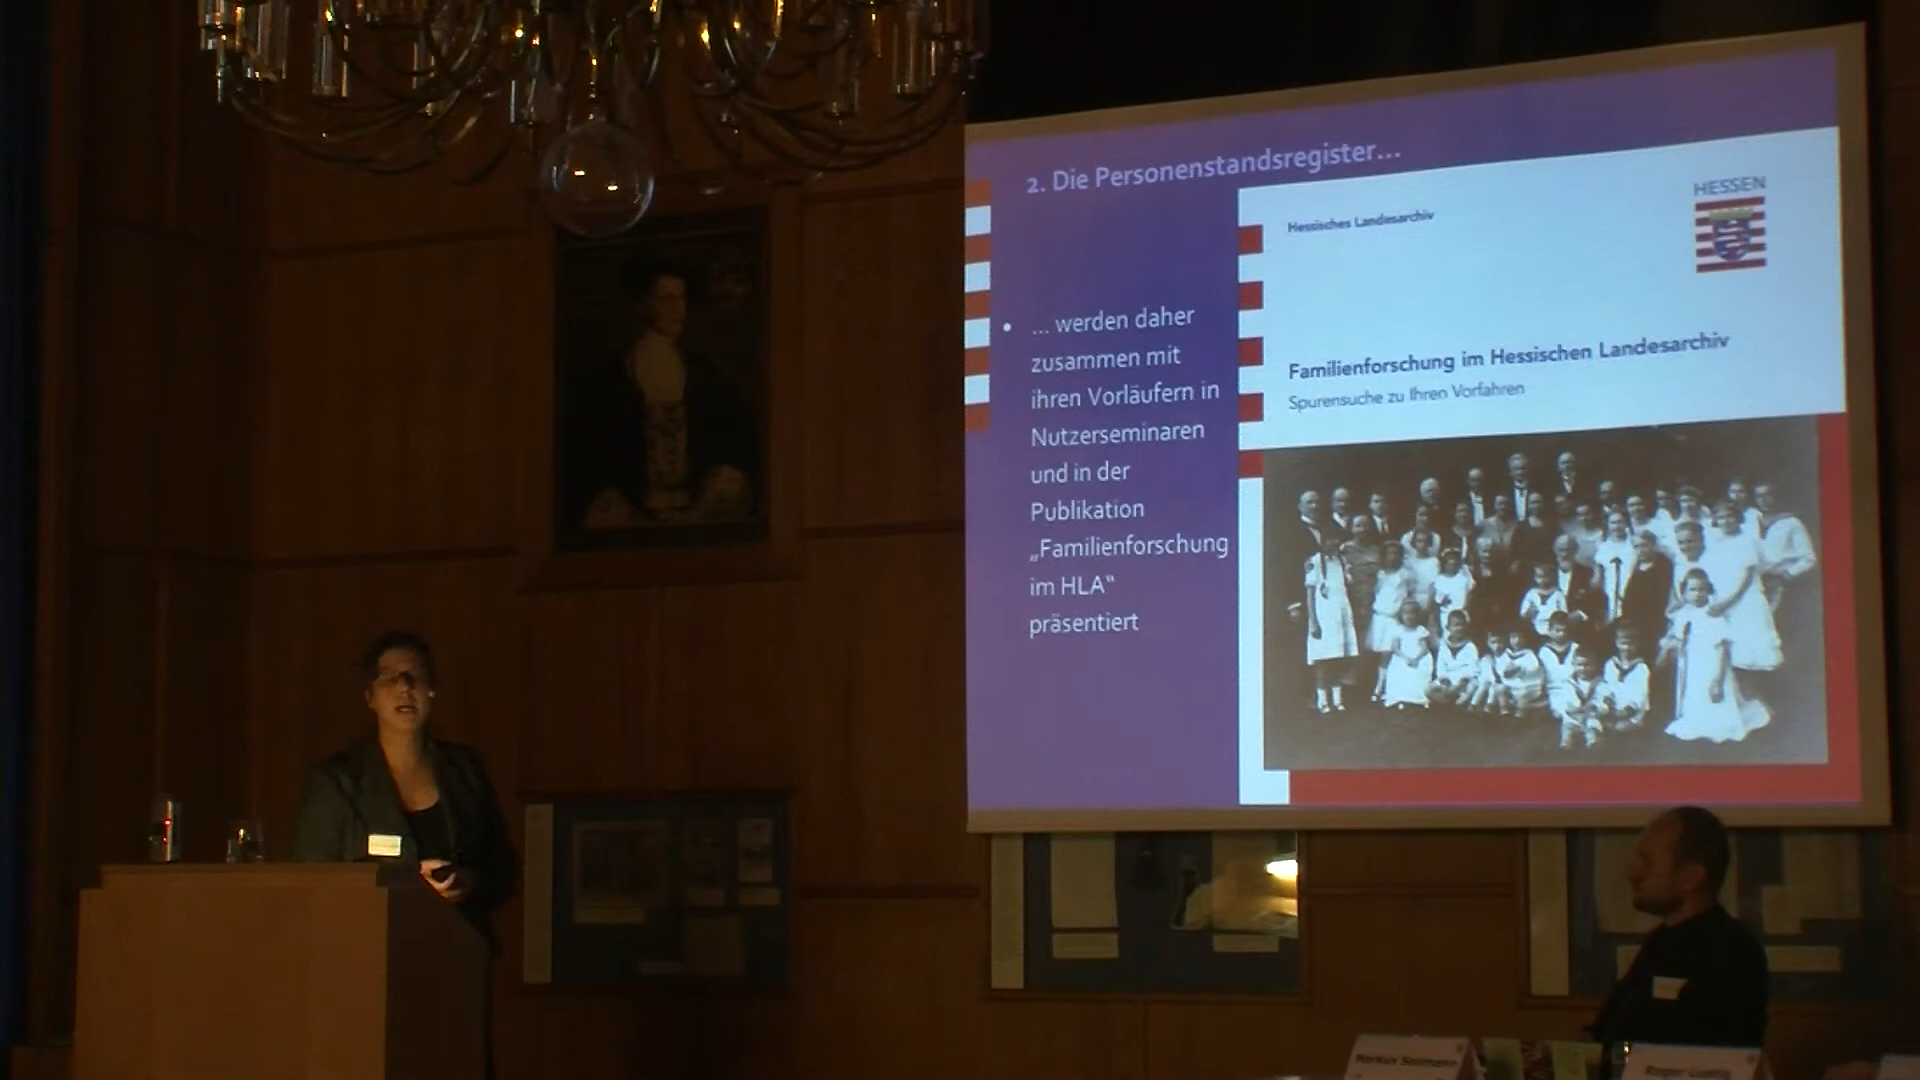 2. Die Personenstandsregister...
... werden daher
zusammen mit
ihren Vorläufern in
Nutzerseminaren
und in der
Publikation
„Familienforschung
im HLA“
präsentiert
Hessisches Landesarchiv
HESSEN
Familienforschung im Hessischen Landesarchiv
Spurensuche zu Ihren Vorfahren
Markus